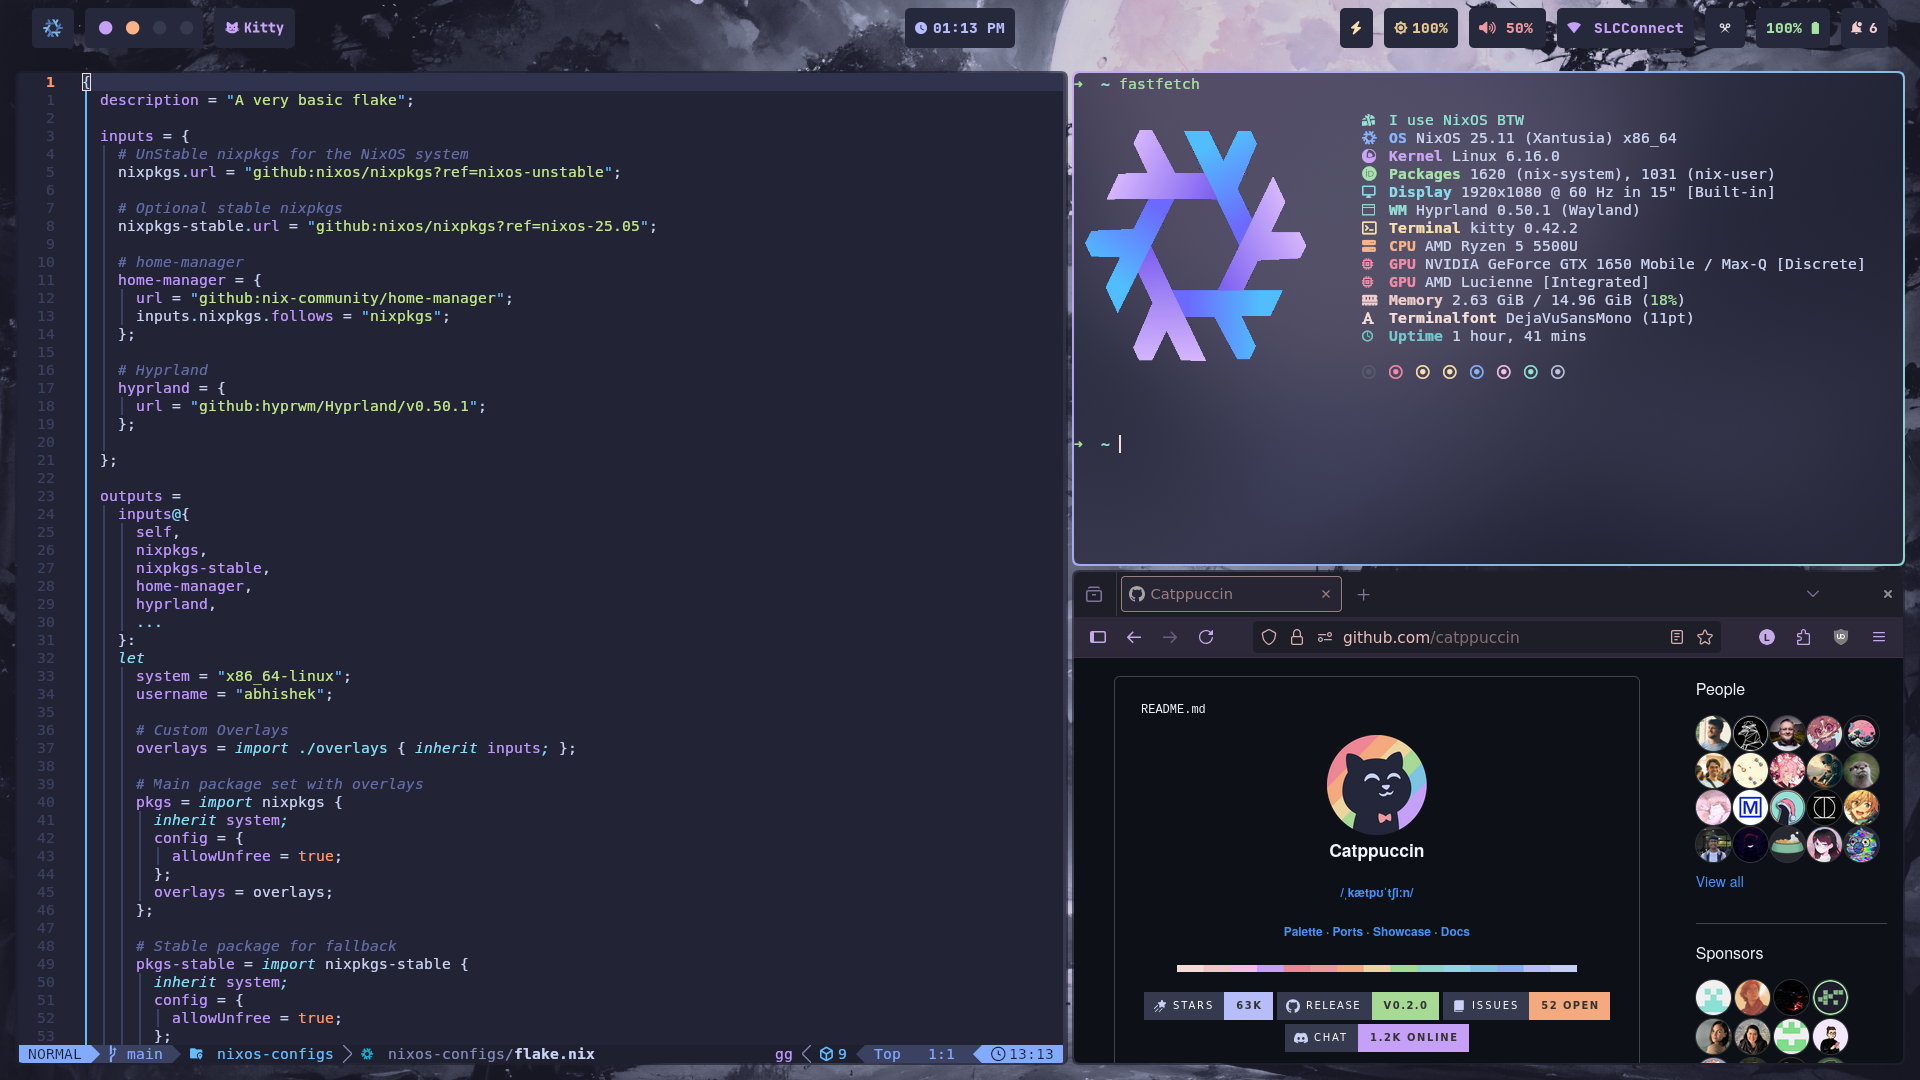 Kitty
01:13 PM
100%
50%
SLCConnect
100%
6
1 {
1 description = "A very basic flake";
2
3 inputs = {
4 # UnStable nixpkgs for the NixOS system
5 nixpkgs.url = "github:nixos/nixpkgs?ref=nixos-unstable";
6
7 # Optional stable nixpkgs
8 nixpkgs-stable.url = "github:nixos/nixpkgs?ref=nixos-25.05";
9
10 # home-manager
11 home-manager = {
12 url = "github:nix-community/home-manager";
13 inputs.nixpkgs.follows = "nixpkgs";
14 };
15
16 # Hyprland
17 hyprland = {
18 url = "github:hyprwm/Hyprland/v0.50.1";
19 };
20
21 };
22
23 outputs =
24 inputs@{
25 self,
26 nixpkgs,
27 nixpkgs-stable,
28 home-manager,
29 hyprland,
30 ...
31 }:
32 let
33 system = "x86_64-linux";
34 username = "abhishek";
35
36 # Custom Overlays
37 overlays = import ./overlays { inherit inputs; };
38
39 # Main package set with overlays
40 pkgs = import nixpkgs {
41 inherit system;
42 config = {
43 allowUnfree = true;
44 };
45 overlays = overlays;
46 };
47
48 # Stable package for fallback
49 pkgs-stable = import nixpkgs-stable {
50 inherit system;
51 config = {
52 allowUnfree = true;
53 };
NORMAL main nixos-configs nixos-configs/flake.nix gg 9 Top 1:1 13:13
➜ ~ fastfetch
I use NixOS BTW
OS NixOS 25.11 (Xantusia) x86_64
Kernel Linux 6.16.0
Packages 1620 (nix-system), 1031 (nix-user)
Display 1920x1080 @ 60 Hz in 15" [Built-in]
WM Hyprland 0.50.1 (Wayland)
Terminal kitty 0.42.2
CPU AMD Ryzen 5 5500U
GPU NVIDIA GeForce GTX 1650 Mobile / Max-Q [Discrete]
GPU AMD Lucienne [Integrated]
Memory 2.63 GiB / 14.96 GiB (18%)
Terminalfont DejaVuSansMono (11pt)
Uptime 1 hour, 41 mins
➜ ~
Catppuccin
github.com/catppuccin
L
README.md
Catppuccin
/ˌkætpʊˈtʃiːn/
Palette · Ports · Showcase · Docs
STARS 63K RELEASE V0.2.0 ISSUES 52 OPEN
CHAT 1.2K ONLINE
People
M
View all
Sponsors